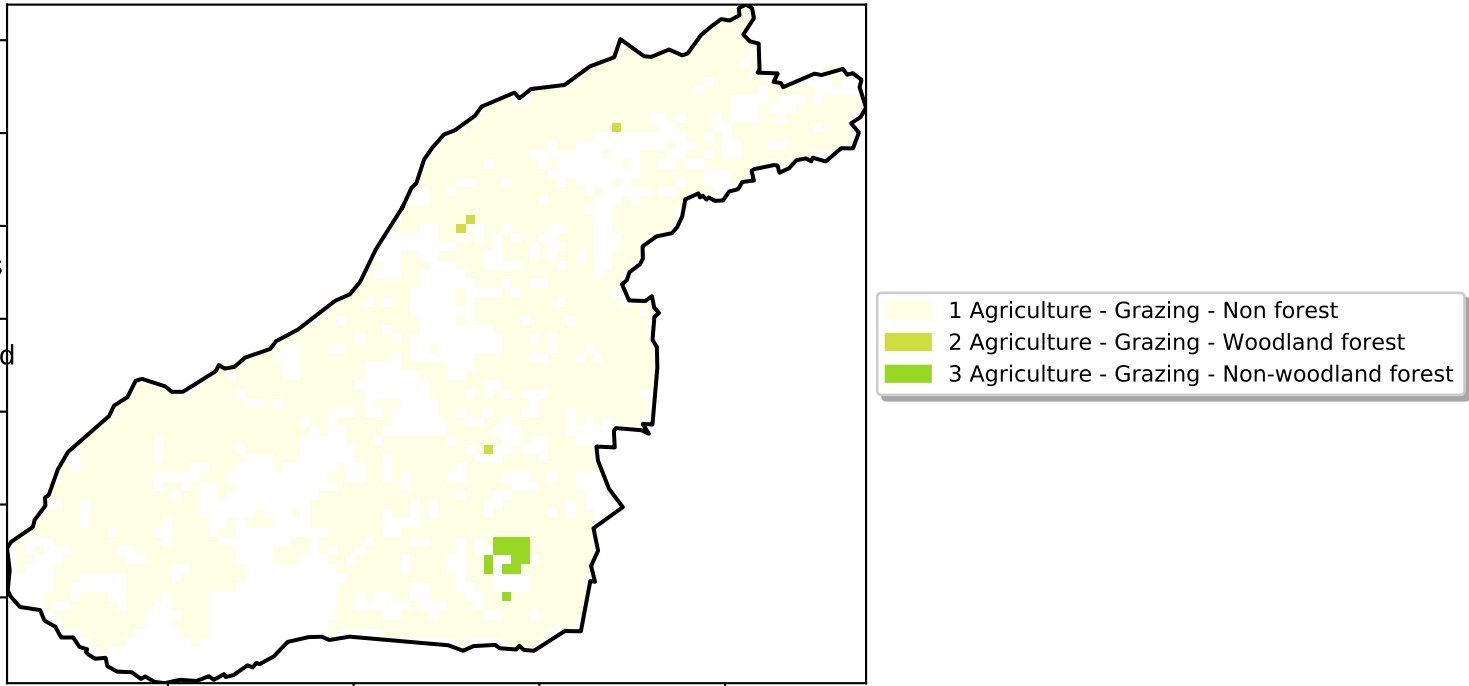 1 Agriculture - Grazing - Non forest
2 Agriculture - Grazing - Woodland forest
d
3 Agriculture - Grazing - Non-woodland forest